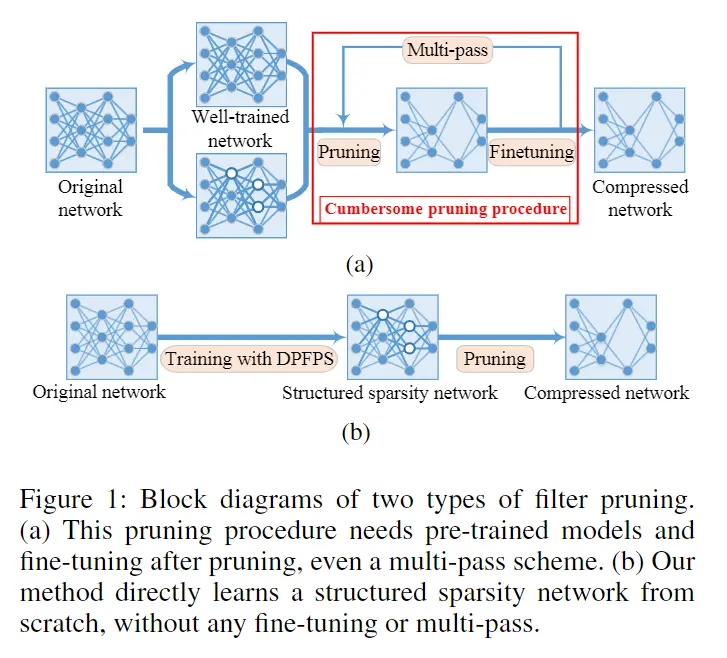 Multi-pass
Well-trained
network
Pruning
Finetuning
Original
network
Compressed
network
Cumbersome pruning procedure
(a)
Training with DPFPS
Pruning
Original network
Structured sparsity network
Compressed network
(b)
Figure 1: Block diagrams of two types of filter pruning.
(a) This pruning procedure needs pre-trained models and
fine-tuning after pruning, even a multi-pass scheme. (b) Our
method directly learns a structured sparsity network from
scratch, without any fine-tuning or multi-pass.